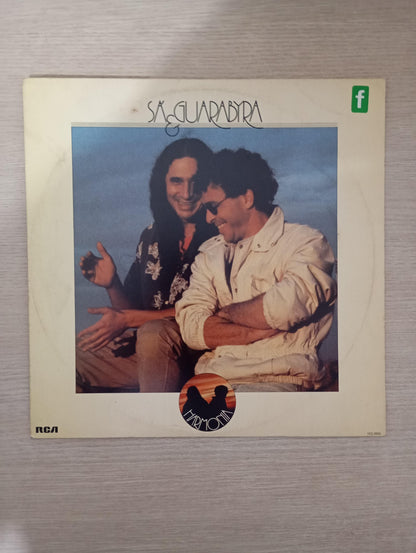 SÁ & GUARABYRA
f
HARMONIA
RCA